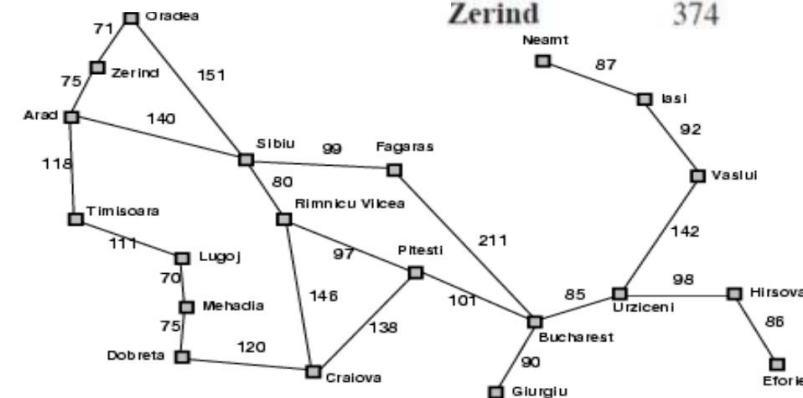 Zerind 374
Oradea
71
Neamt
87
Zerind
151
75
Iasi
Arad
140
92
Sibiu
99
Fagaras
118
80
Vaslui
Timisoara
Rimnicu Vilcea
142
111
211
Lugoj
97
Pitesti
70
98
Hirsova
146
85
101
Mehadia
Urziceni
75
138
86
Bucharest
120
Dobreta
90
Craiova
Eforie
Giurgiu